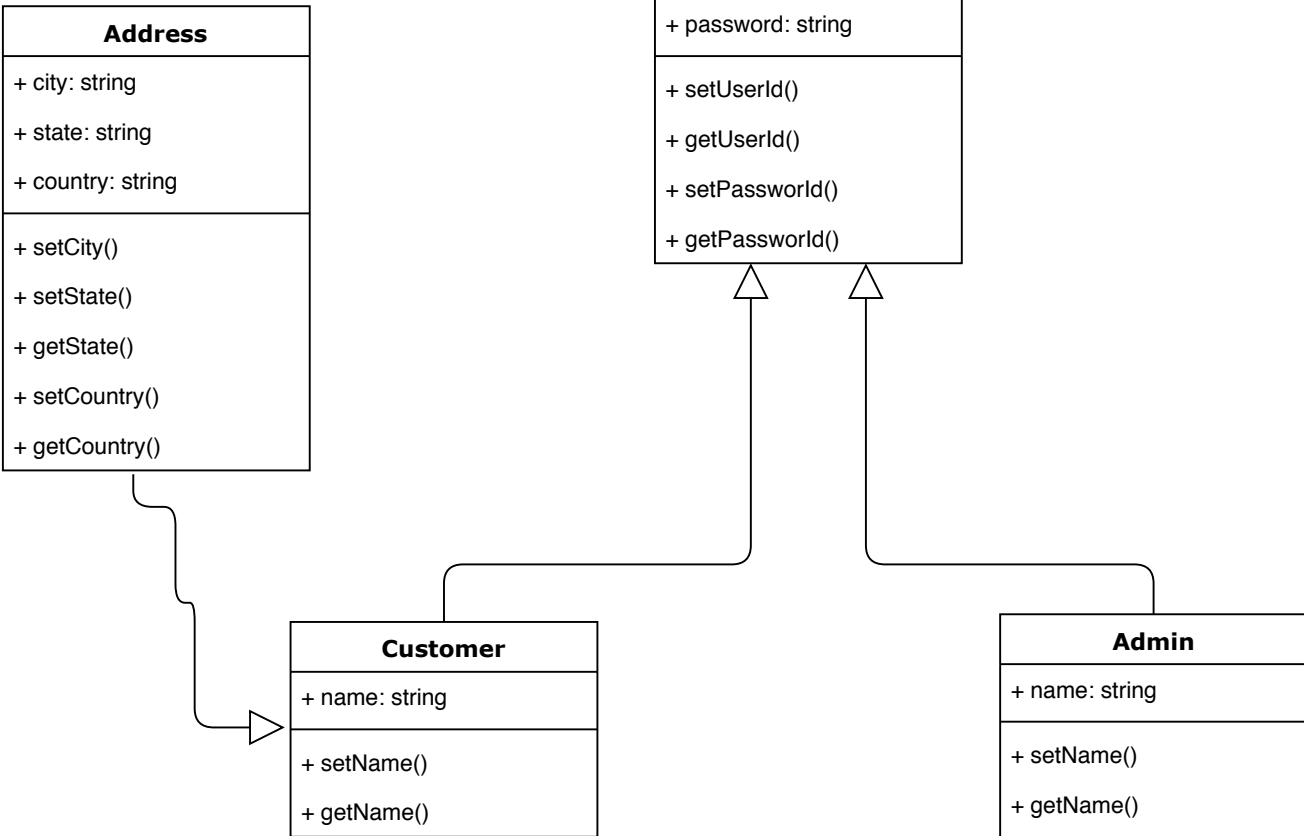 Address
+ city: string
+ state: string
+ country: string
+ setCity()
+ setState()
+ getState()
+ setCountry()
+ getCountry()
+ password: string
+ setUserId()
+ getUserId()
+ setPassworId()
+ getPassworId()
Customer
+ name: string
+ setName()
+ getName()
Admin
+ name: string
+ setName()
+ getName()